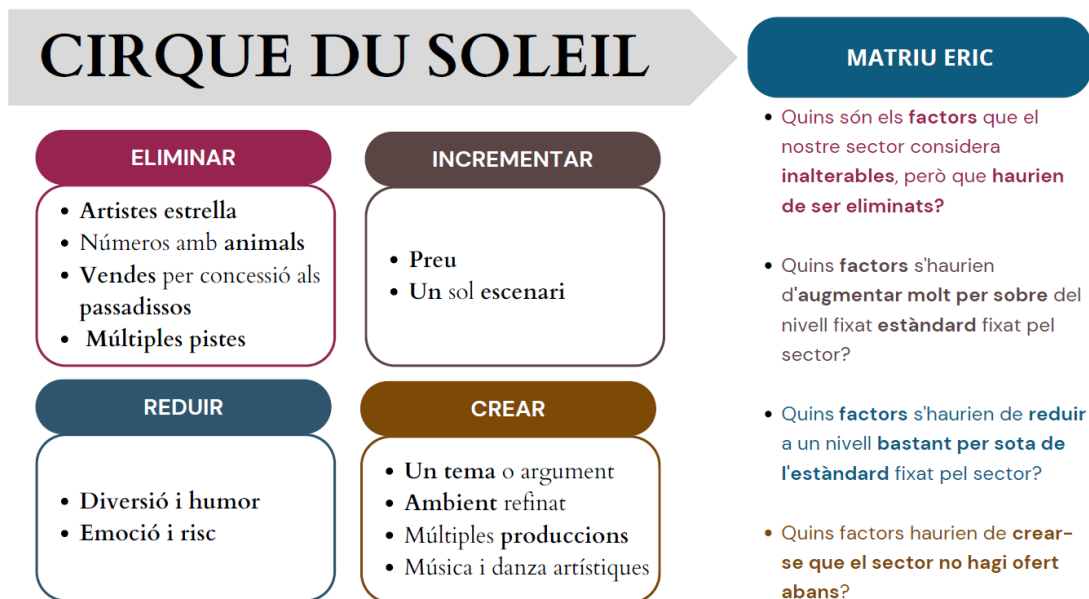 CIRQUE DU SOLEIL
ELIMINAR
• Artistes estrella
• Números amb animals
• Vendes per concessió als
passadissos
• Múltiples pistes
INCREMENTAR
• Preu
• Un sol escenari
REDUIR
• Diversió i humor
• Emoció i risc
CREAR
• Un tema o argument
• Ambient refinat
• Múltiples produccions
• Música i danza artístiques
MATRIU ERIC
• Quins són els factors que el
nostre sector considera
inalterables, però que haurien
de ser eliminats?
• Quins factors s'haurien
d'augmentar molt per sobre del
nivell fixat estàndard fixat pel
sector?
• Quins factors s'haurien de reduir
a un nivell bastant per sota de
l'estàndard fixat pel sector?
• Quins factors haurien de crear-
se que el sector no hagi ofert
abans?